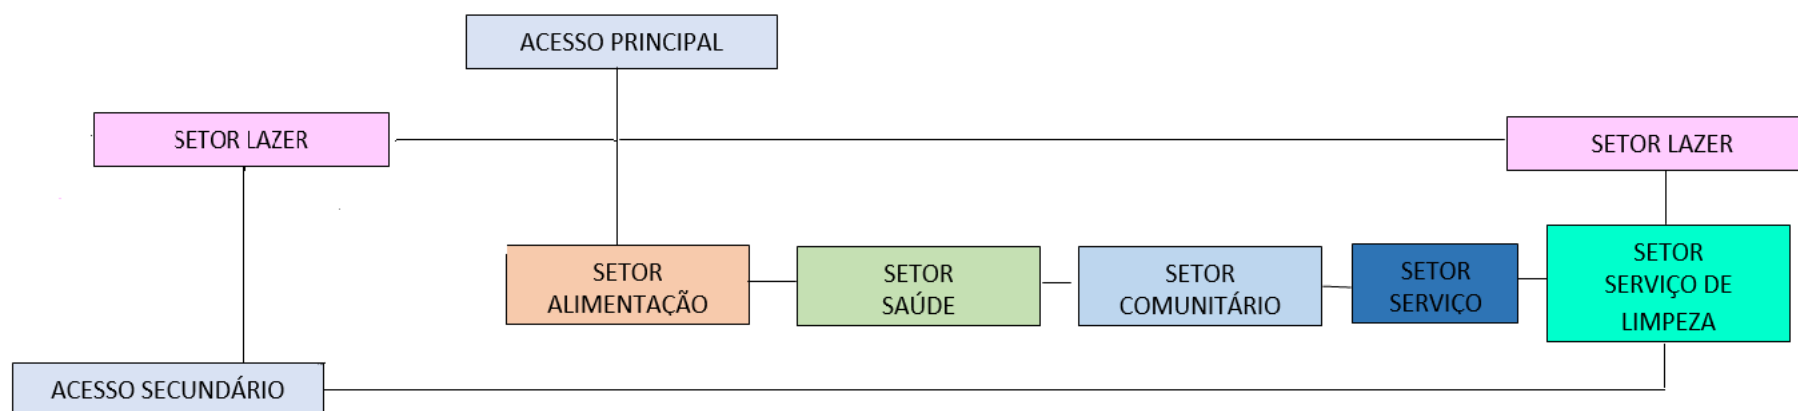 ACESSO PRINCIPAL
SETOR LAZER
SETOR LAZER
SETOR
ALIMENTAÇÃO
SETOR
SAÚDE
SETOR
COMUNITÁRIO
SETOR
SERVIÇO
SETOR
SERVIÇO DE
LIMPEZA
ACESSO SECUNDÁRIO